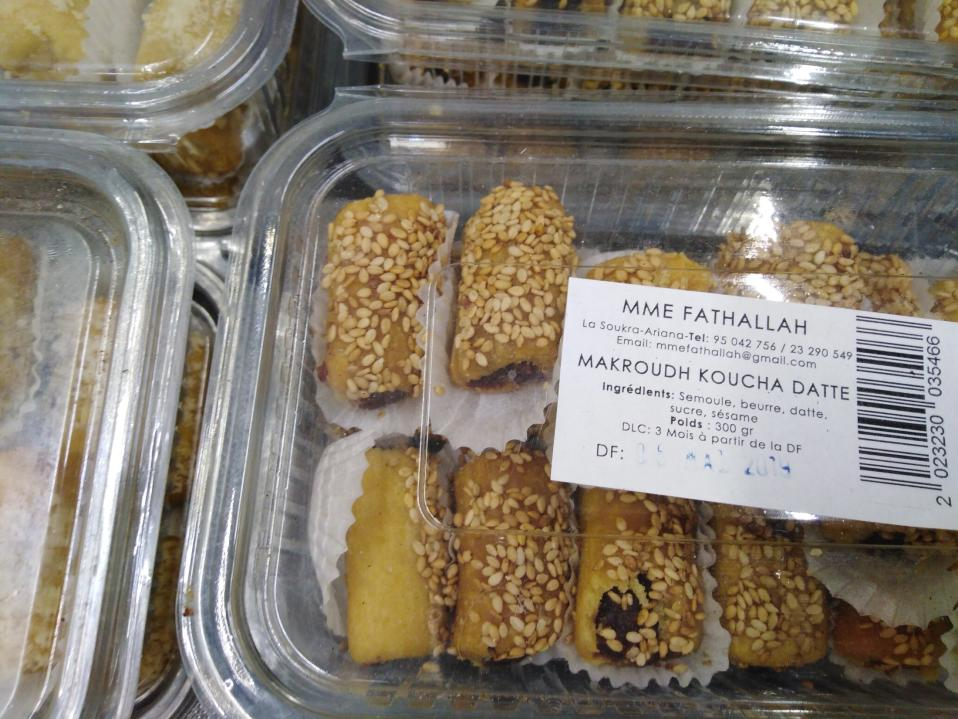 MME FATHALLAH
La Soukra-Ariana-Tel: 95 042 756 / 23 290 549
Email: mmefathallah@gmail.com
MAKROUDH KOUCHA DATTE
Ingrédients: Semoule, beurre, datte,
sucre, sésame
Poids : 300 gr
DLC: 3 Mois à partir de la DF
DF: 2019
2 023230 035466